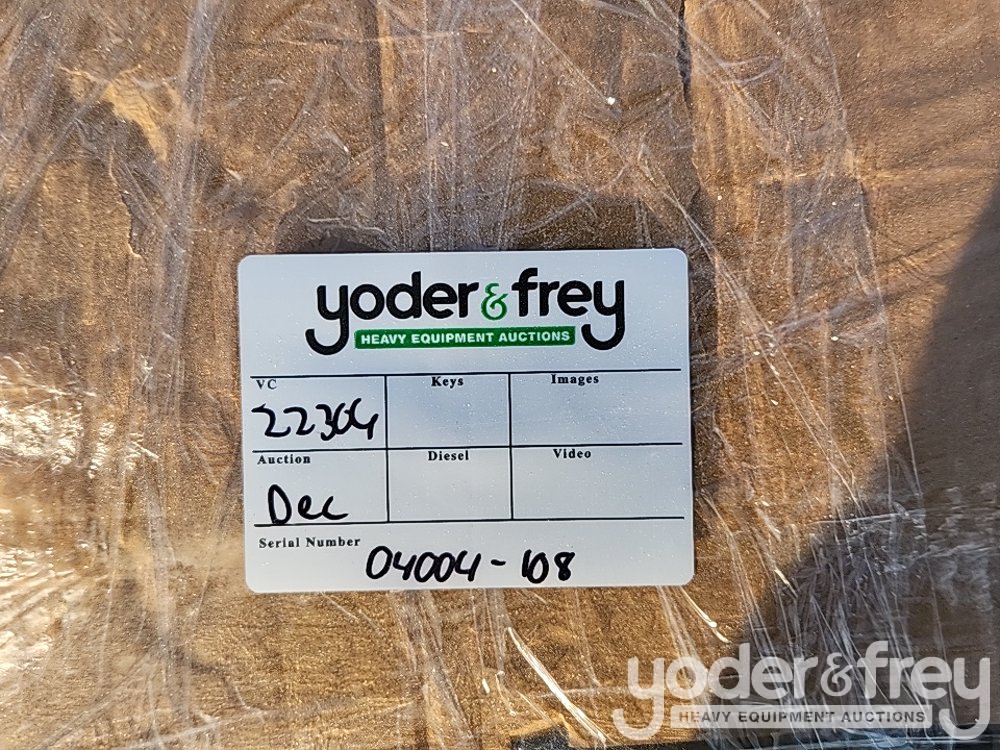 yoder & frey
HEAVY EQUIPMENT AUCTIONS
VC Keys Images
22304
Auction Diesel Video
Dec
Serial Number
04004-108
yoder & frey
HEAVY EQUIPMENT AUCTIONS